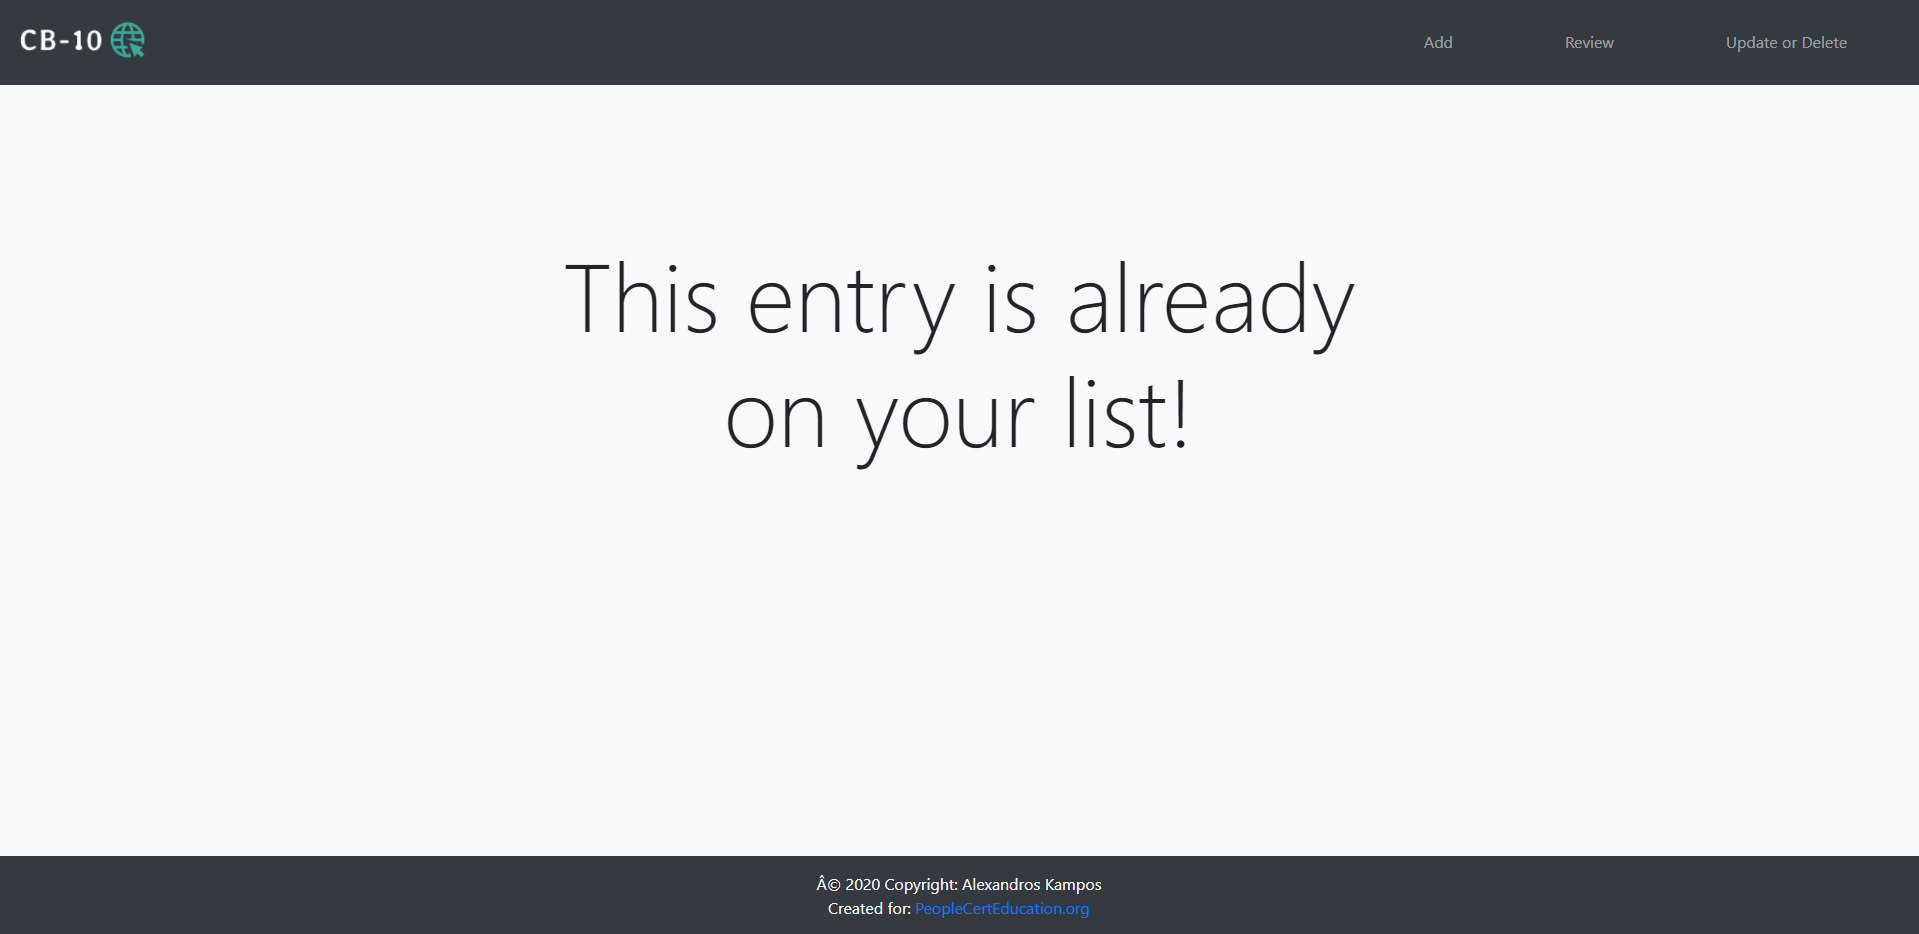 CB-10
Add
Review
Update or Delete
This entry is already
on your list!
Â© 2020 Copyright: Alexandros Kampos
Created for: PeopleCertEducation.org